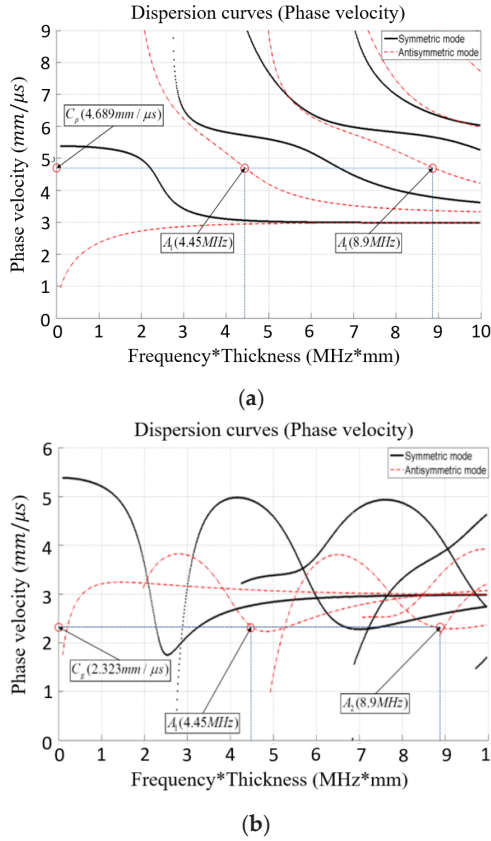 (a)
Dispersion curves (Phase velocity)
Symmetric mode
Antisymmetric mode
Phase velocity (mm/μs)
9
8
7
6
5
4
3
2
1
0
C_p(4.689mm / μs)
A_1(4.45MHz)
A_1(8.9MHz)
0 1 2 3 4 5 6 7 8 9 10
Frequency*Thickness (MHz*mm)
(a)
Dispersion curves (Phase velocity)
Symmetric mode
Antisymmetric mode
Phase velocity (mm/μs)
6
5
4
3
2
1
0
C_g(2.323mm / μs)
A_1(4.45MHz)
A_2(8.9MHz)
0 1 2 3 4 5 6 7 8 9 1
Frequency*Thickness (MHz*mm)
(b)